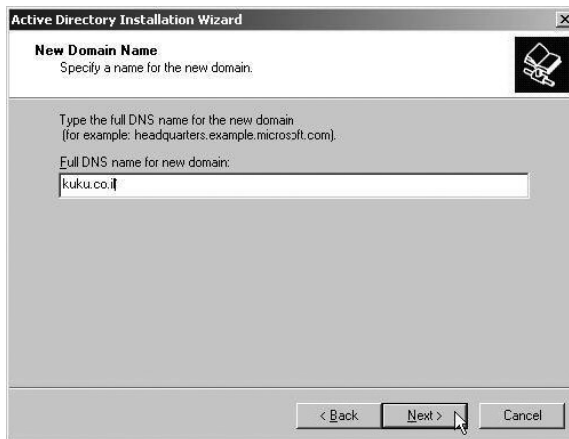 Active Directory Installation Wizard
New Domain Name
Specify a name for the new domain.
Type the full DNS name for the new domain
(for example: headquarters.example.microsoft.com).
Full DNS name for new domain:
kuku.co.il
< Back
Next >
Cancel